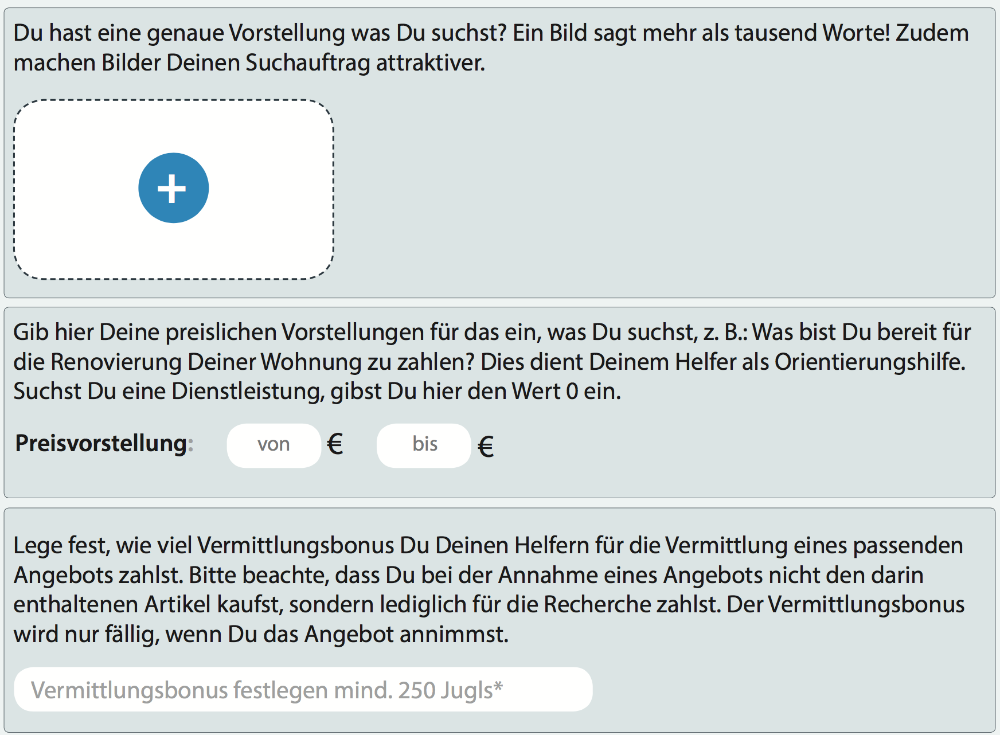 Du hast eine genaue Vorstellung was Du suchst? Ein Bild sagt mehr als tausend Worte! Zudem
machen Bilder Deinen Suchauftrag attraktiver.
+
Gib hier Deine preislichen Vorstellungen für das ein, was Du suchst, z. B.: Was bist Du bereit für
die Renovierung Deiner Wohnung zu zahlen? Dies dient Deinem Helfer als Orientierungshilfe.
Suchst Du eine Dienstleistung, gibst Du hier den Wert 0 ein.
Preisvorstellung: von € bis €
Lege fest, wie viel Vermittlungsbonus Du Deinen Helfern für die Vermittlung eines passenden
Angebots zahlst. Bitte beachte, dass Du bei der Annahme eines Angebots nicht den darin
enthaltenen Artikel kaufst, sondern lediglich für die Recherche zahlst. Der Vermittlungsbonus
wird nur fällig, wenn Du das Angebot annimmst.
Vermittlungsbonus festlegen mind. 250 Jugls*